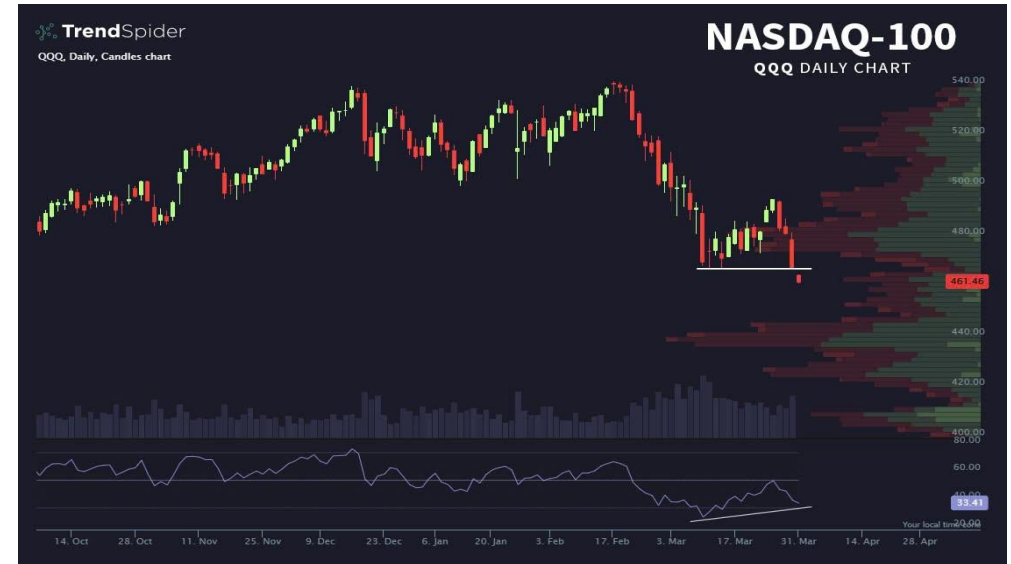 TrendSpider
NASDAQ-100
QQQ, Daily, Candles chart
QQQ DAILY CHART
540.00
520.00
500.00
480.00
461.46
440.00
420.00
400.00
80.00
60.00
40.00
33.41
20.00
Your local time zone
14. Oct 28. Oct 11. Nov 25. Nov 9. Dec 23. Dec 6. Jan 20. Jan 3. Feb 17. Feb 3. Mar 17. Mar 31. Mar 14. Apr 28. Apr